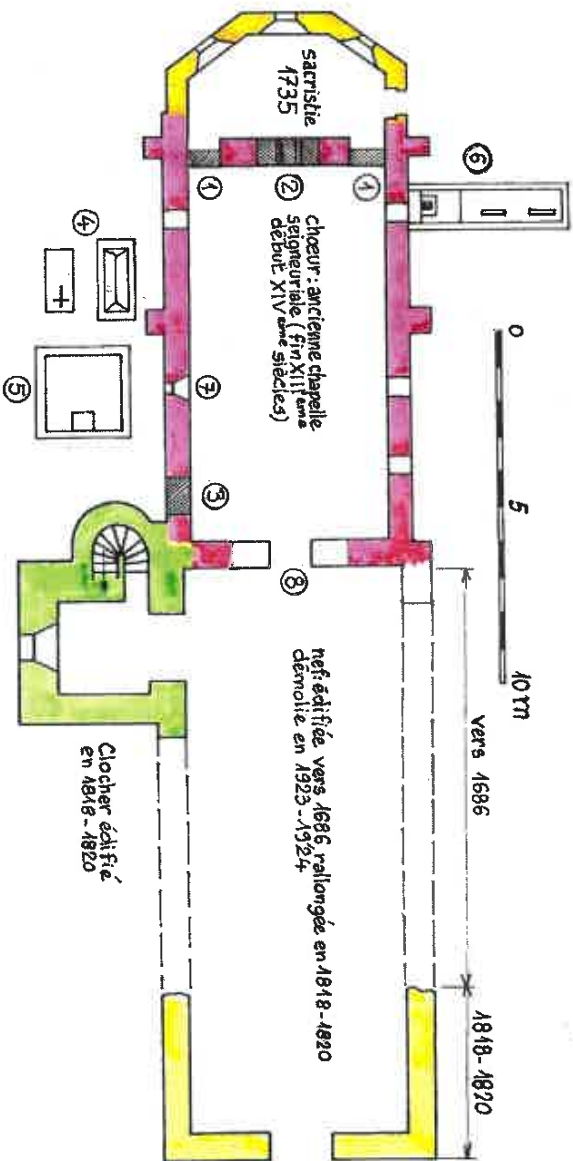 sacristie
1735
①
②
①
⑥
④
⑤
⑦
③
⑧
chœur: ancienne chapelle
seigneuriale (fin XIIIème
début XIVème siècles)
0
5
10 m
vers 1686
1818-1820
nef: édifiée vers 1686, rallongée en 1818-1820
démolie en 1923-1924
Clocher édifié
en 1818-1820